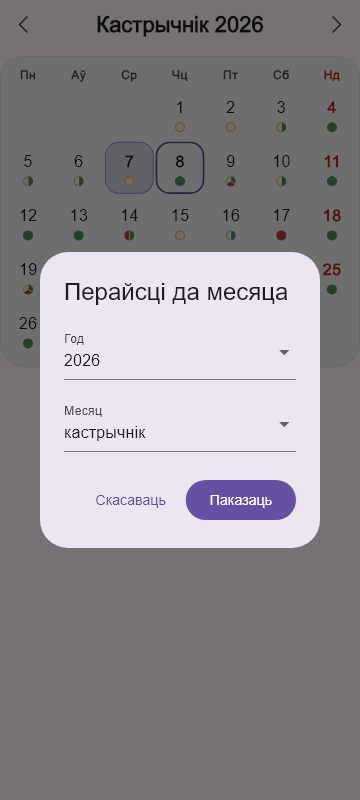 Кастрычнік 2026
Пн Аў Ср Чц Пт Сб Нд
1 2 3 4
5 6 7 8 9 10 11
12 13 14 15 16 17 18
19 25
26
Перайсці да месяца
Год
2026
Месяц
кастрычнік
Скасаваць Паказаць